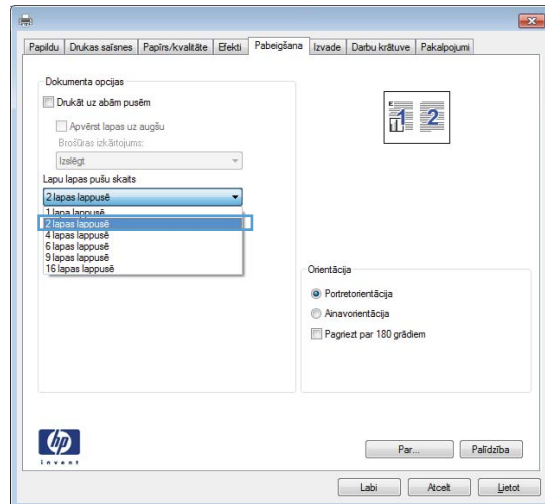 Papildu Drukas saīsnes Papīrs/kvalitāte Efekti Pabeigšana Izvade Darbu krātuve Pakalpojumi
Dokumenta opcijas
Drukāt uz abām pusēm
Apvērst lapas uz augšu
Brošūras izkārtojums:
Izslēgt
Lapu lapas pušu skaits
2 lapas lappusē
1 lapa lappusē
2 lapas lappusē
4 lapas lappusē
6 lapas lappusē
9 lapas lappusē
16 lapas lappusē
1 2
Orientācija
Portretorientācija
Ainavorientācija
Pagriezt par 180 grādiem
hp
invent
Par... Palīdzība
Labi Atcelt Lietot